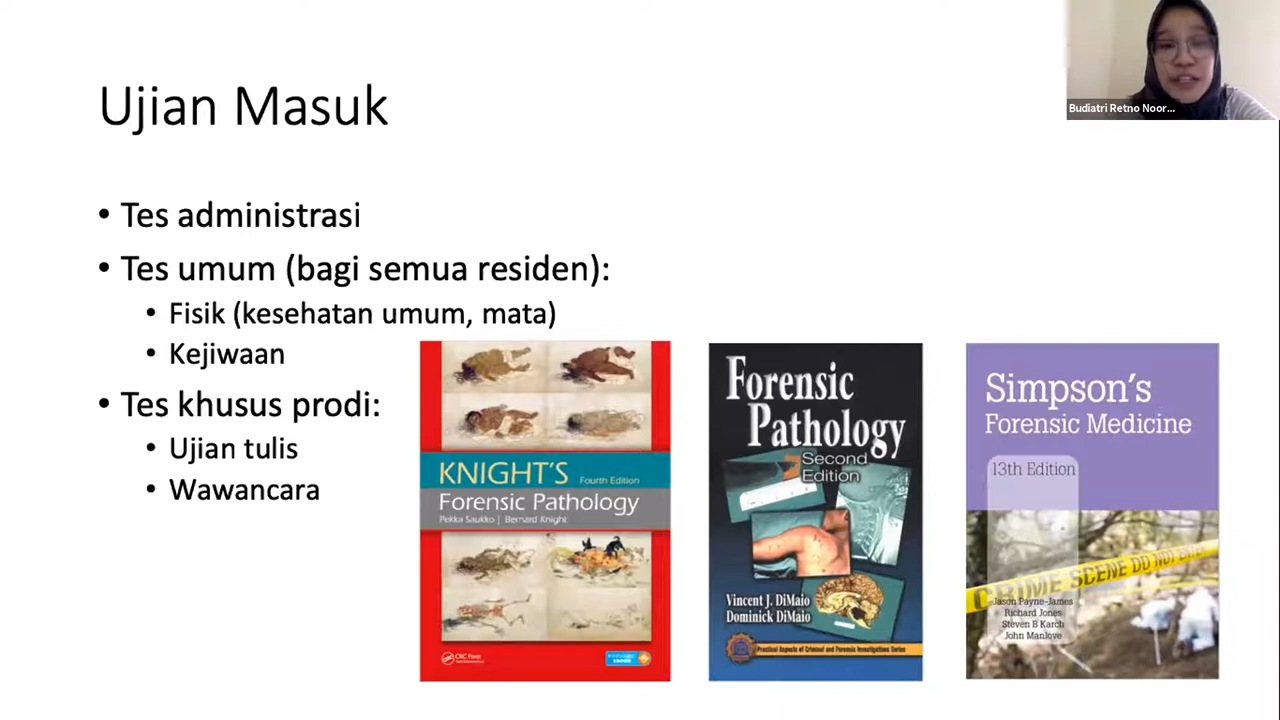 Ujian Masuk
Budiatri Retno Noor...
• Tes administrasi
• Tes umum (bagi semua residen):
• Fisik (kesehatan umum, mata)
• Kejiwaan
• Tes khusus prodi:
• Ujian tulis
• Wawancara
KNIGHT'S Fourth Edition
Forensic Pathology
Pekka Saukko | Bernard Knight
CRC Press
Forensic
Pathology
Second
Edition
Vincent J. DiMaio
Dominick DiMaio
Practical Aspects of Criminal and Forensic Investigations Series
Simpson's
Forensic Medicine
13th Edition
CRIME SCENE DO NOT
Jason Payne-James
Richard Jones
Steven B Karch
John Manlove